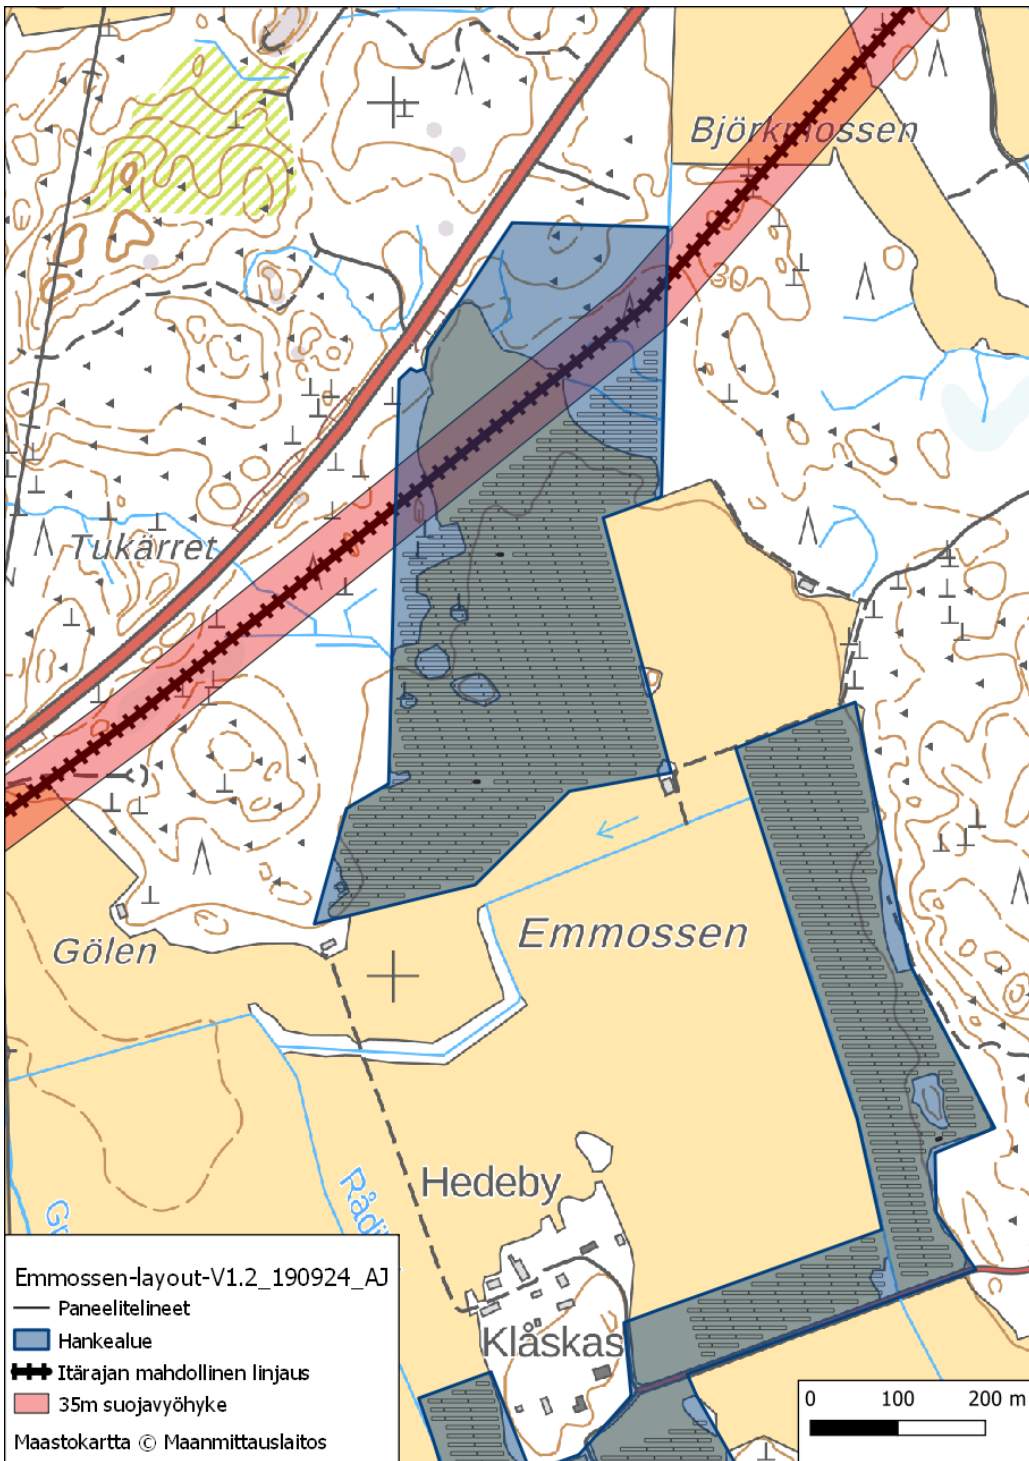 Björkmossen
30
Tukärret
Emmossen
Gölen
Hedeby
Klåskas
Emmossen-layout-V1.2_190924_AJ
Paneelitelineet
Hankealue
Itärajan mahdollinen linjaus
35m suojavyöhyke
Maastokartta © Maanmittauslaitos
0 100 200 m